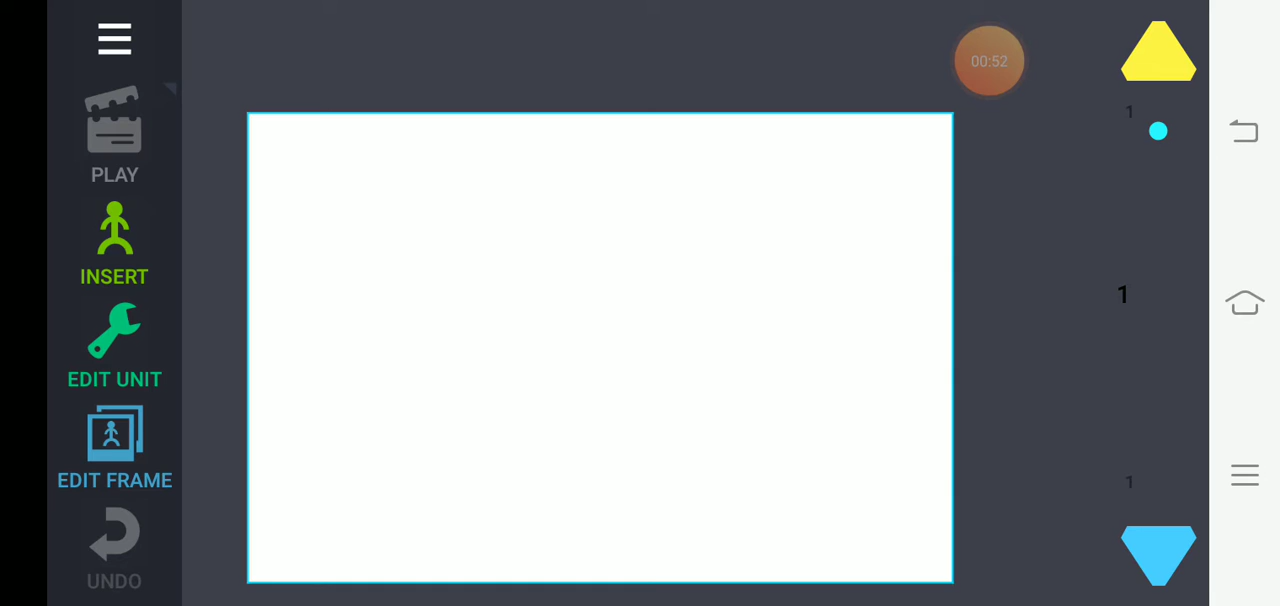 00:52
1
PLAY
INSERT
1
EDIT UNIT
EDIT FRAME
1
UNDO